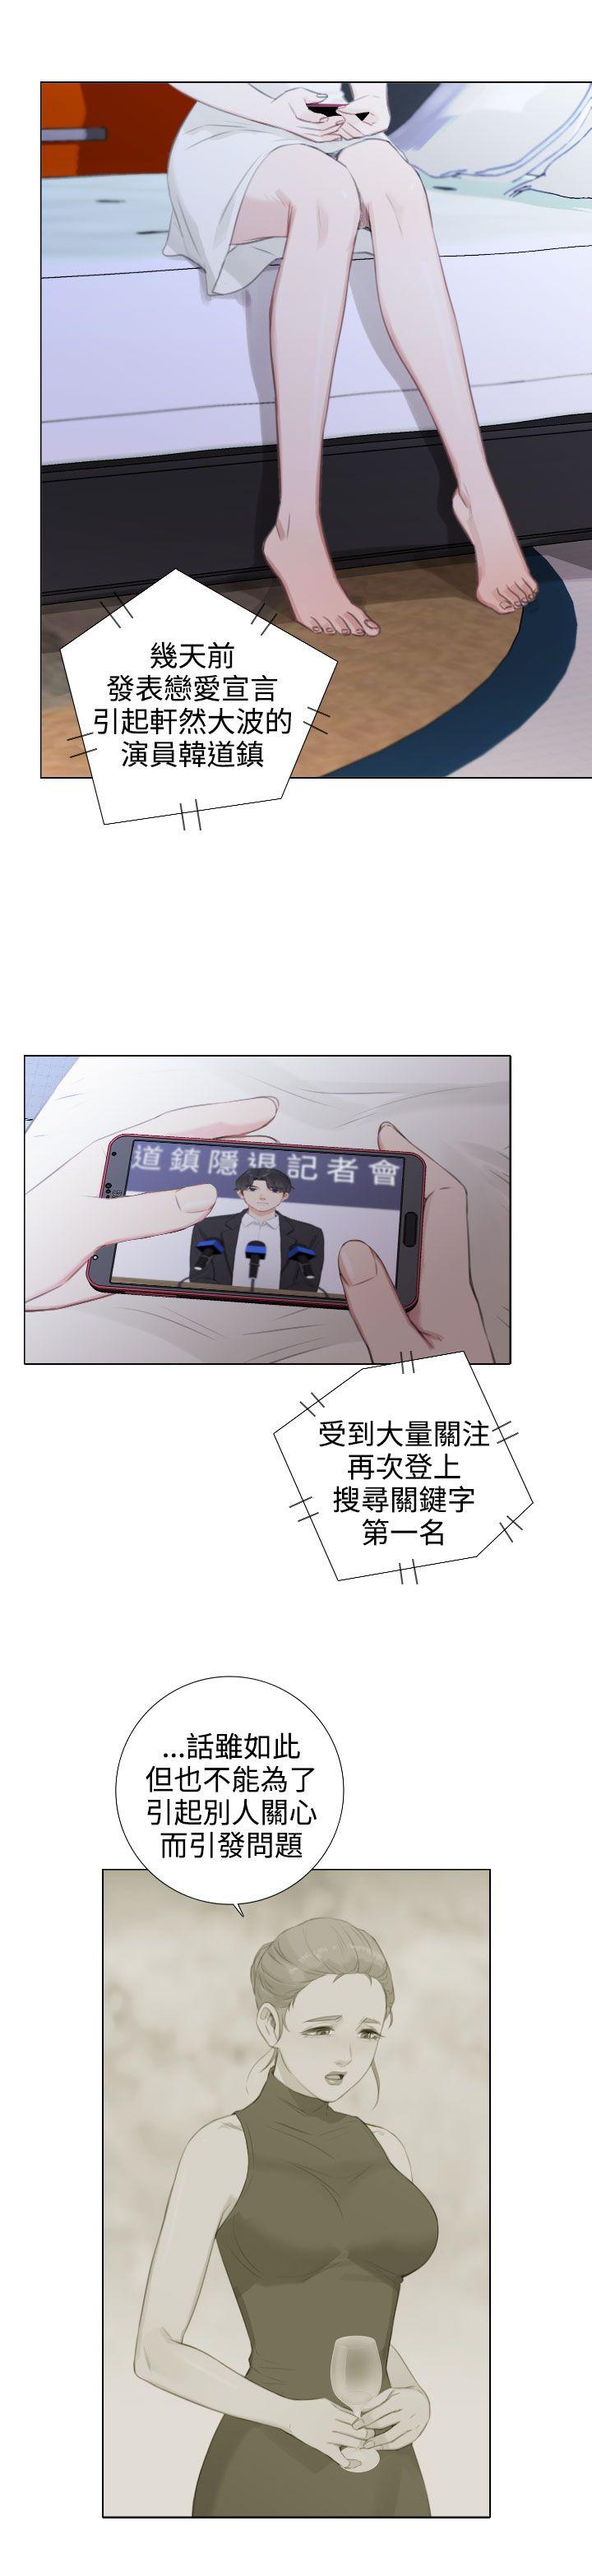 幾天前
發表戀愛宣言
引起軒然大波的
演員韓道鎮
道鎮隱退記者會
受到大量關注
再次登上
搜尋關鍵字
第一名
...話雖如此
但也不能為了
引起別人關心
而引發問題